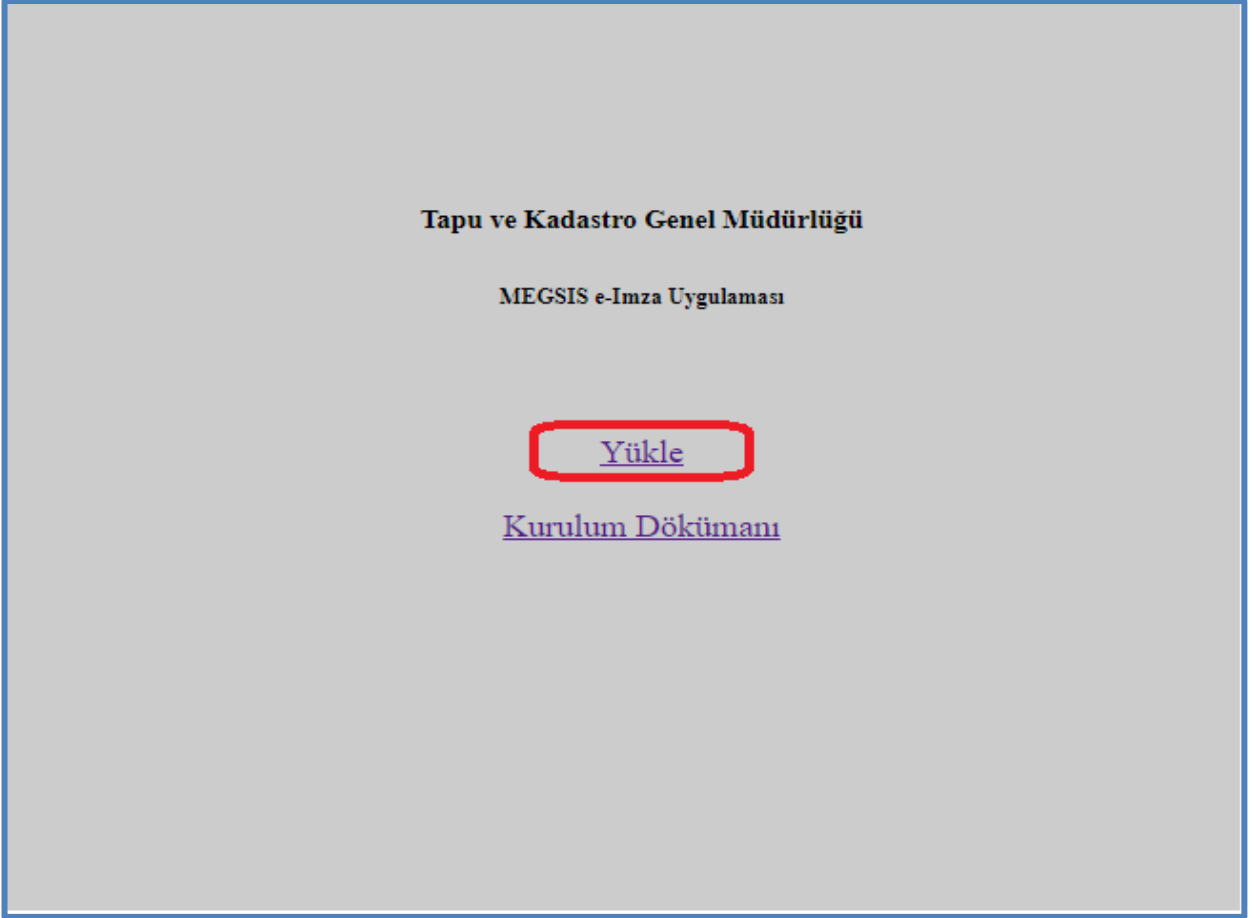 Tapu ve Kadastro Genel Müdürlüğü
MEGSIS e-Imza Uygulaması
Yükle
Kurulum Dökümanı